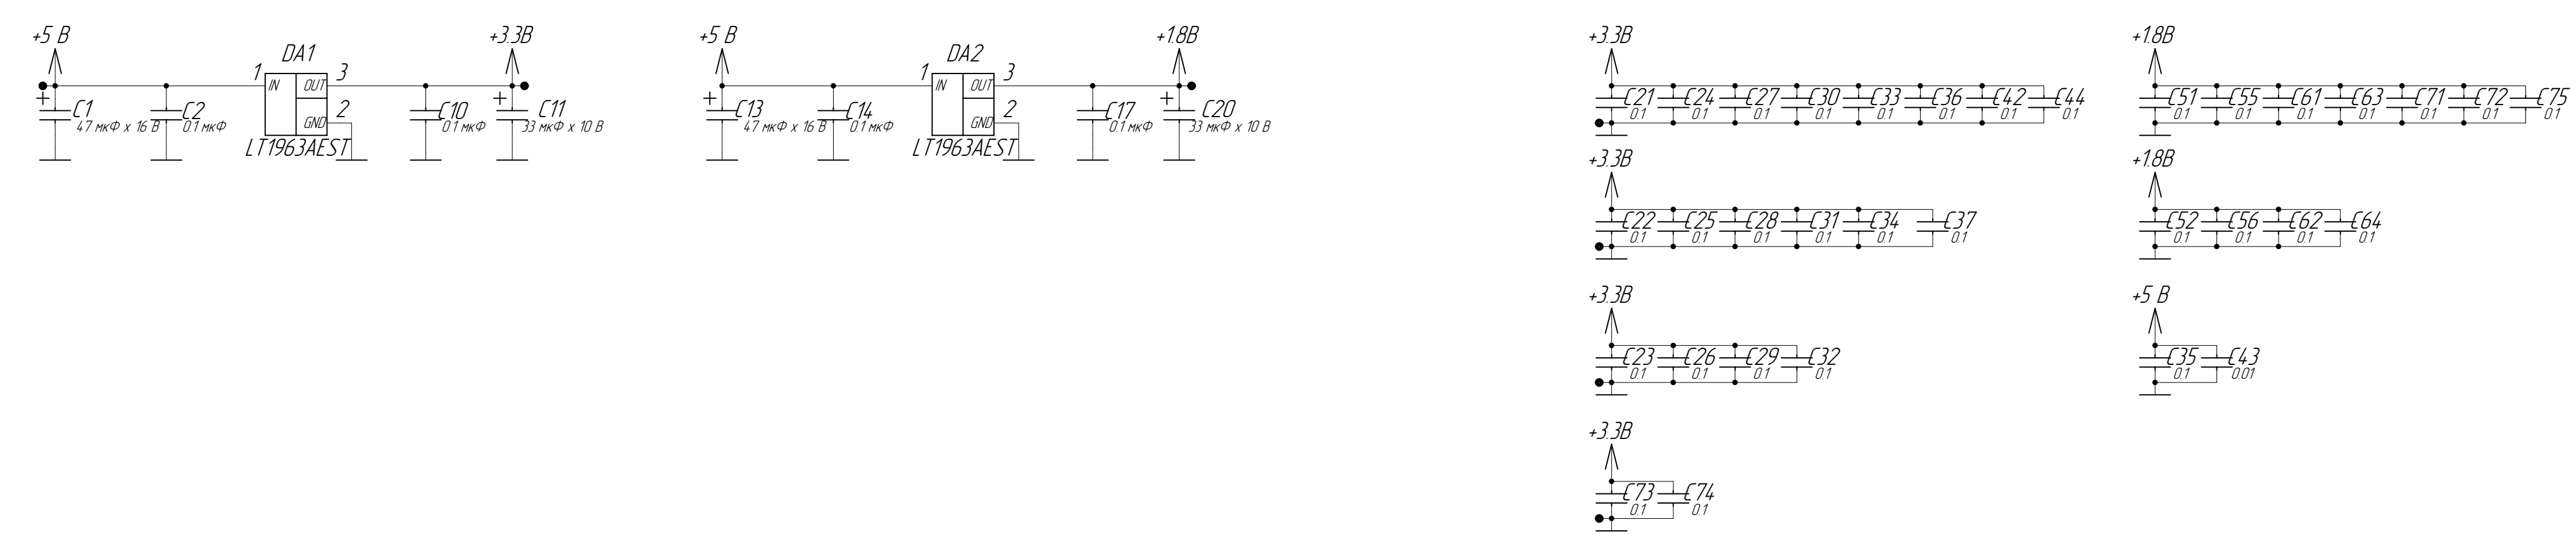 +5 В
DA1
+3.3В
1
IN
OUT
3
+
C1
47 мкФ х 16 В
C2
0.1 мкФ
2
GND
LT1963AEST
C10
0.1 мкФ
+
C11
33 мкФ х 10 В
+5 В
DA2
+1.8В
1
IN
OUT
3
+
C13
47 мкФ х 16 В
C14
0.1 мкФ
2
GND
LT1963AEST
C17
0.1 мкФ
+
C20
33 мкФ х 10 В
+3.3В
C21 C24 C27 C30 C33 C36 C42 C44
0.1 0.1 0.1 0.1 0.1 0.1 0.1 0.1
+3.3В
C22 C25 C28 C31 C34 C37
0.1 0.1 0.1 0.1 0.1 0.1
+3.3В
C23 C26 C29 C32
0.1 0.1 0.1 0.1
+3.3В
C73 C74
0.1 0.1
+1.8В
C51 C55 C61 C63 C71 C72 C75
0.1 0.1 0.1 0.1 0.1 0.1 0.1
+1.8В
C52 C56 C62 C64
0.1 0.1 0.1 0.1
+5 В
C35 C43
0.1 0.01